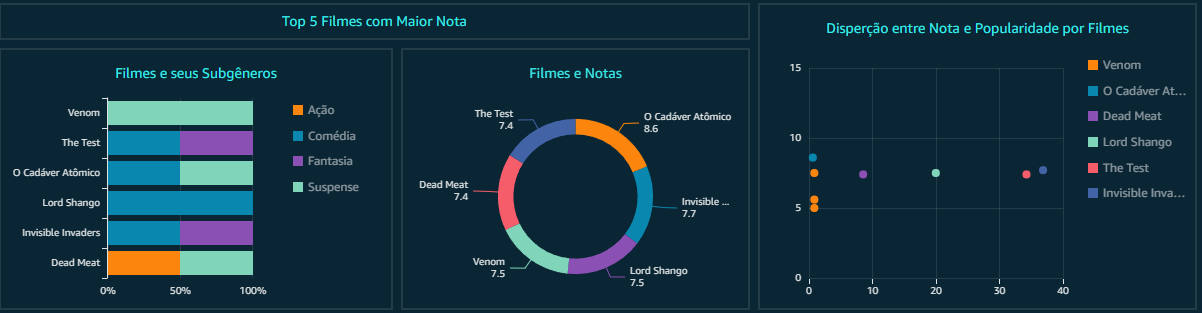 Top 5 Filmes com Maior Nota
Filmes e seus Subgêneros
Venom
The Test
O Cadáver Atômico
Lord Shango
Invisible Invaders
Dead Meat
0%
50%
100%
Ação
Comédia
Fantasia
Suspense
Filmes e Notas
The Test
7.4
O Cadáver Atômico
8.6
Dead Meat
7.4
Invisible ...
7.7
Venom
7.5
Lord Shango
7.5
Disperção entre Nota e Popularidade por Filmes
15
10
5
0
0
10
20
30
40
Venom
O Cadáver At...
Dead Meat
Lord Shango
The Test
Invisible Inva...